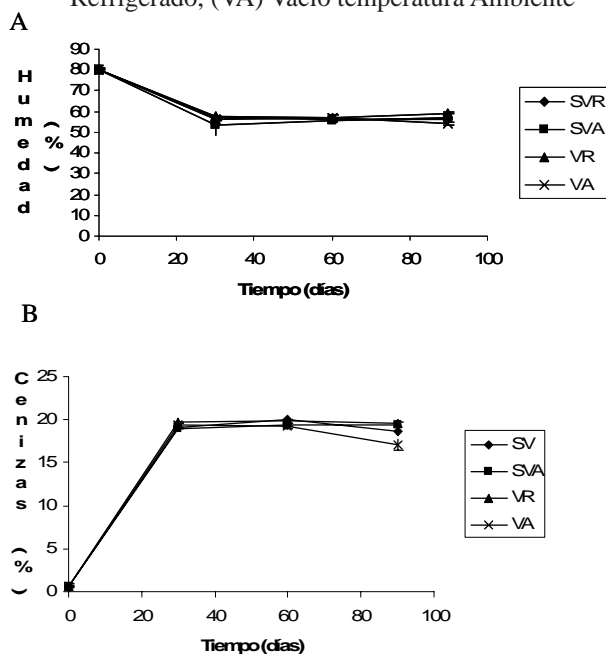 Refrigerado, (VA) Vacío temperatura Ambiente
A
Humedad (%)
90
80
70
60
50
40
30
20
10
0
0 20 40 60 80 100
Tiempo (días)
SVR
SVA
VR
VA
B
Cenizas (%)
25
20
15
10
5
0
0 20 40 60 80 100
Tiempo (días)
SV
SVA
VR
VA